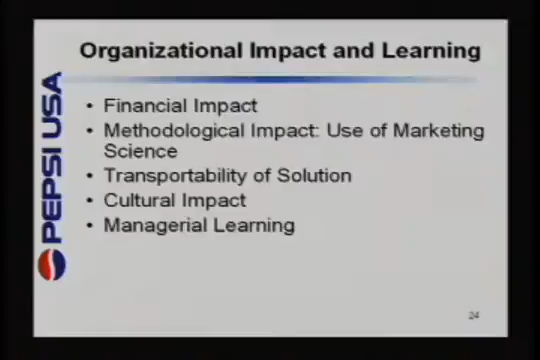 Organizational Impact and Learning
PEPSI USA
• Financial Impact
• Methodological Impact: Use of Marketing
Science
• Transportability of Solution
• Cultural Impact
• Managerial Learning
24